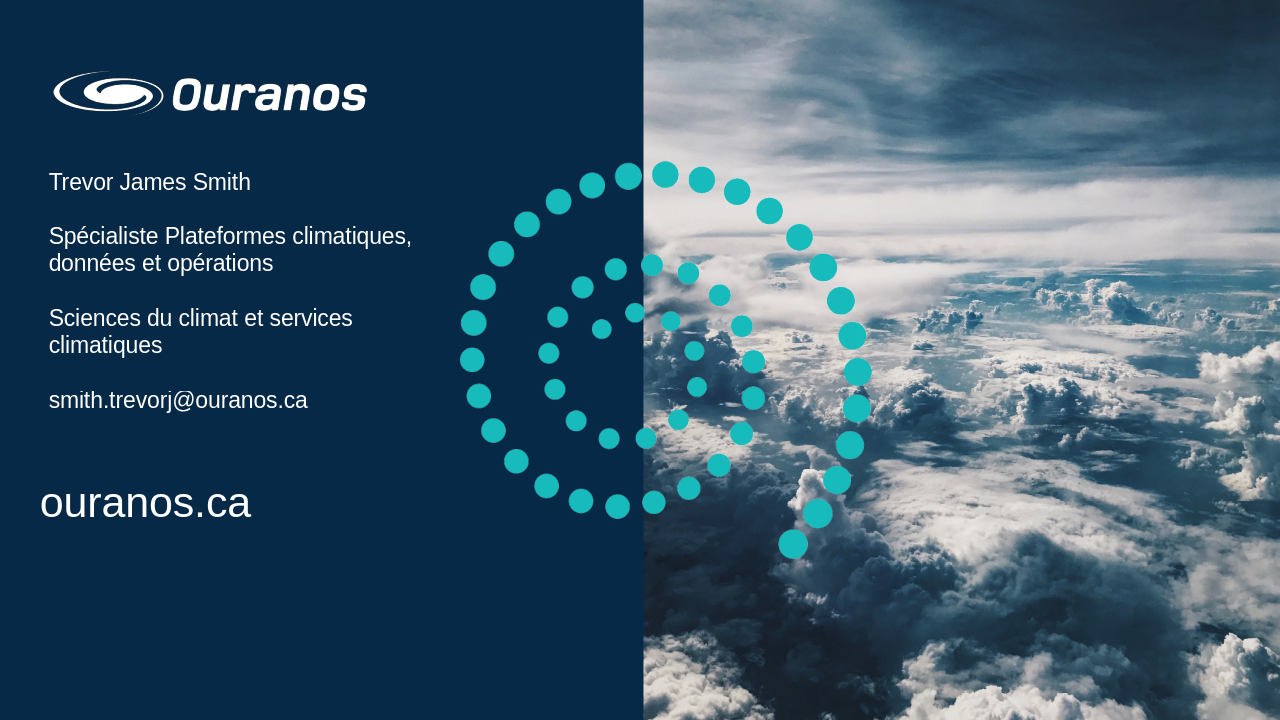 Ouranos
Trevor James Smith
Spécialiste Plateformes climatiques,
données et opérations
Sciences du climat et services
climatiques
smith.trevorj@ouranos.ca
ouranos.ca